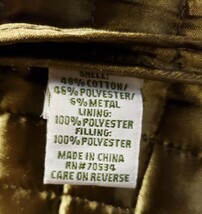 SHELL:
48% COTTON/
46% POLYESTER/
6% METAL
LINING:
100% POLYESTER
FILLING:
100% POLYESTER
MADE IN CHINA
RN#70534
CARE ON REVERSE